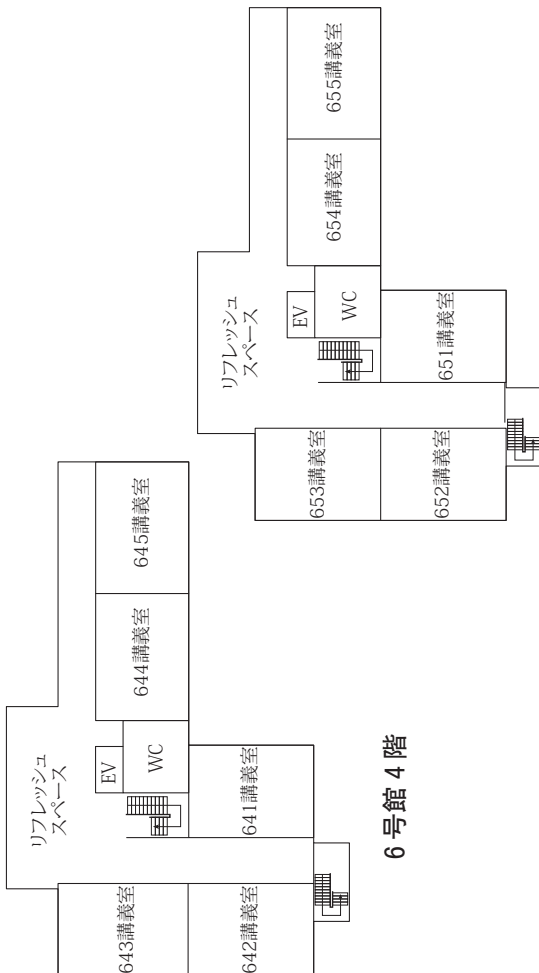 655講義室
654講義室
EV
WC
リフレッシュ
スペース
651講義室
653講義室
652講義室
645講義室
644講義室
EV
WC
リフレッシュ
スペース
641講義室
643講義室
642講義室
6号館4階